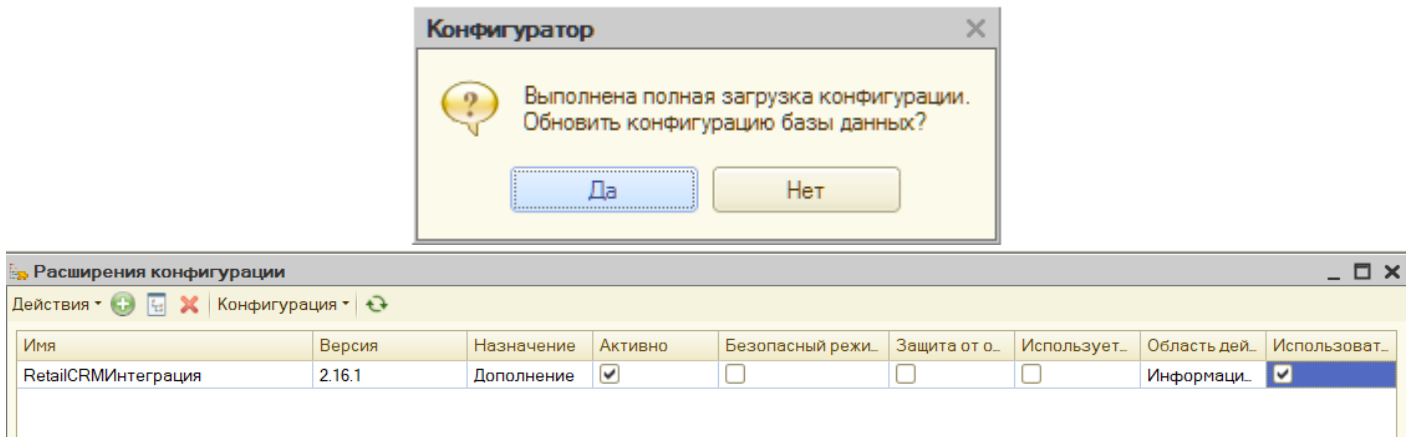 Конфигуратор
Выполнена полная загрузка конфигурации.
Обновить конфигурацию базы данных?
Да Нет
Расширения конфигурации
Действия Конфигурация
Имя Версия Назначение Активно Безопасный режи... Защита от о... Использует... Область дей... Использоват...
RetailCRMИнтеграция 2.16.1 Дополнение Информаци...